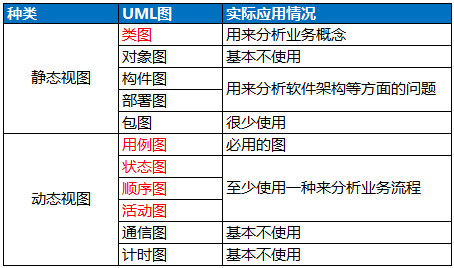 种类 UML图 实际应用情况
静态视图 类图 用来分析业务概念
对象图 基本不使用
构件图 用来分析软件架构等方面的问题
部署图
包图 很少使用
动态视图 用例图 必用的图
状态图 至少使用一种来分析业务流程
顺序图
活动图
通信图 基本不使用
计时图 基本不使用